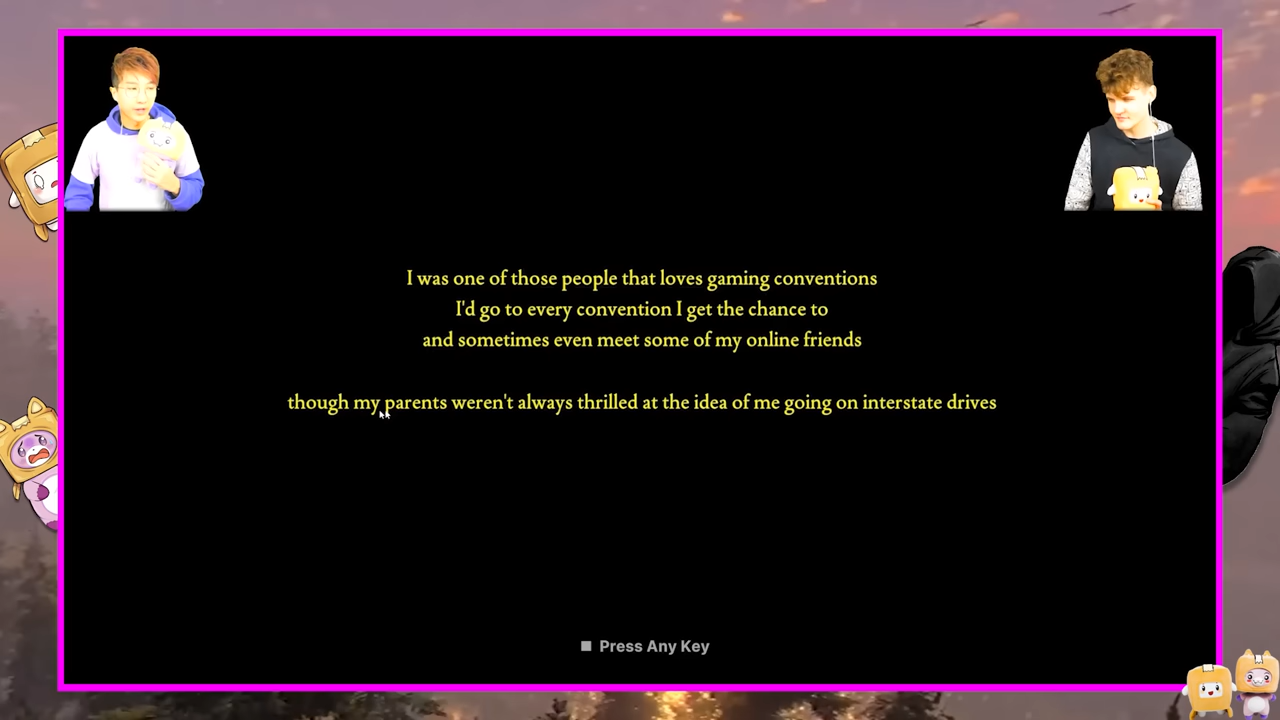 I was one of those people that loves gaming conventions
I'd go to every convention I get the chance to
and sometimes even meet some of my online friends
though my parents weren't always thrilled at the idea of me going on interstate drives
Press Any Key